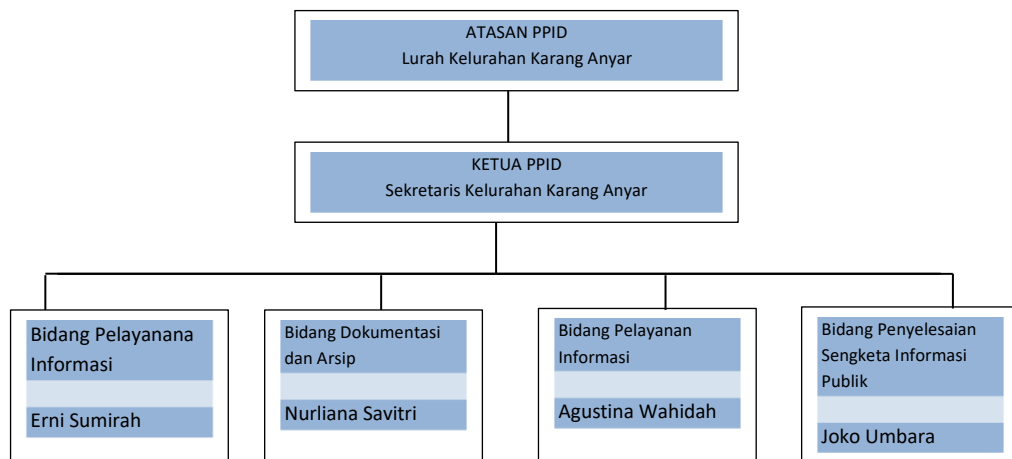 ATASAN PPID
Lurah Kelurahan Karang Anyar
KETUA PPID
Sekretaris Kelurahan Karang Anyar
Bidang Pelayanana
Informasi
Erni Sumirah
Bidang Dokumentasi
dan Arsip
Nurliana Savitri
Bidang Pelayanan
Informasi
Agustina Wahidah
Bidang Penyelesaian
Sengketa Informasi
Publik
Joko Umbara